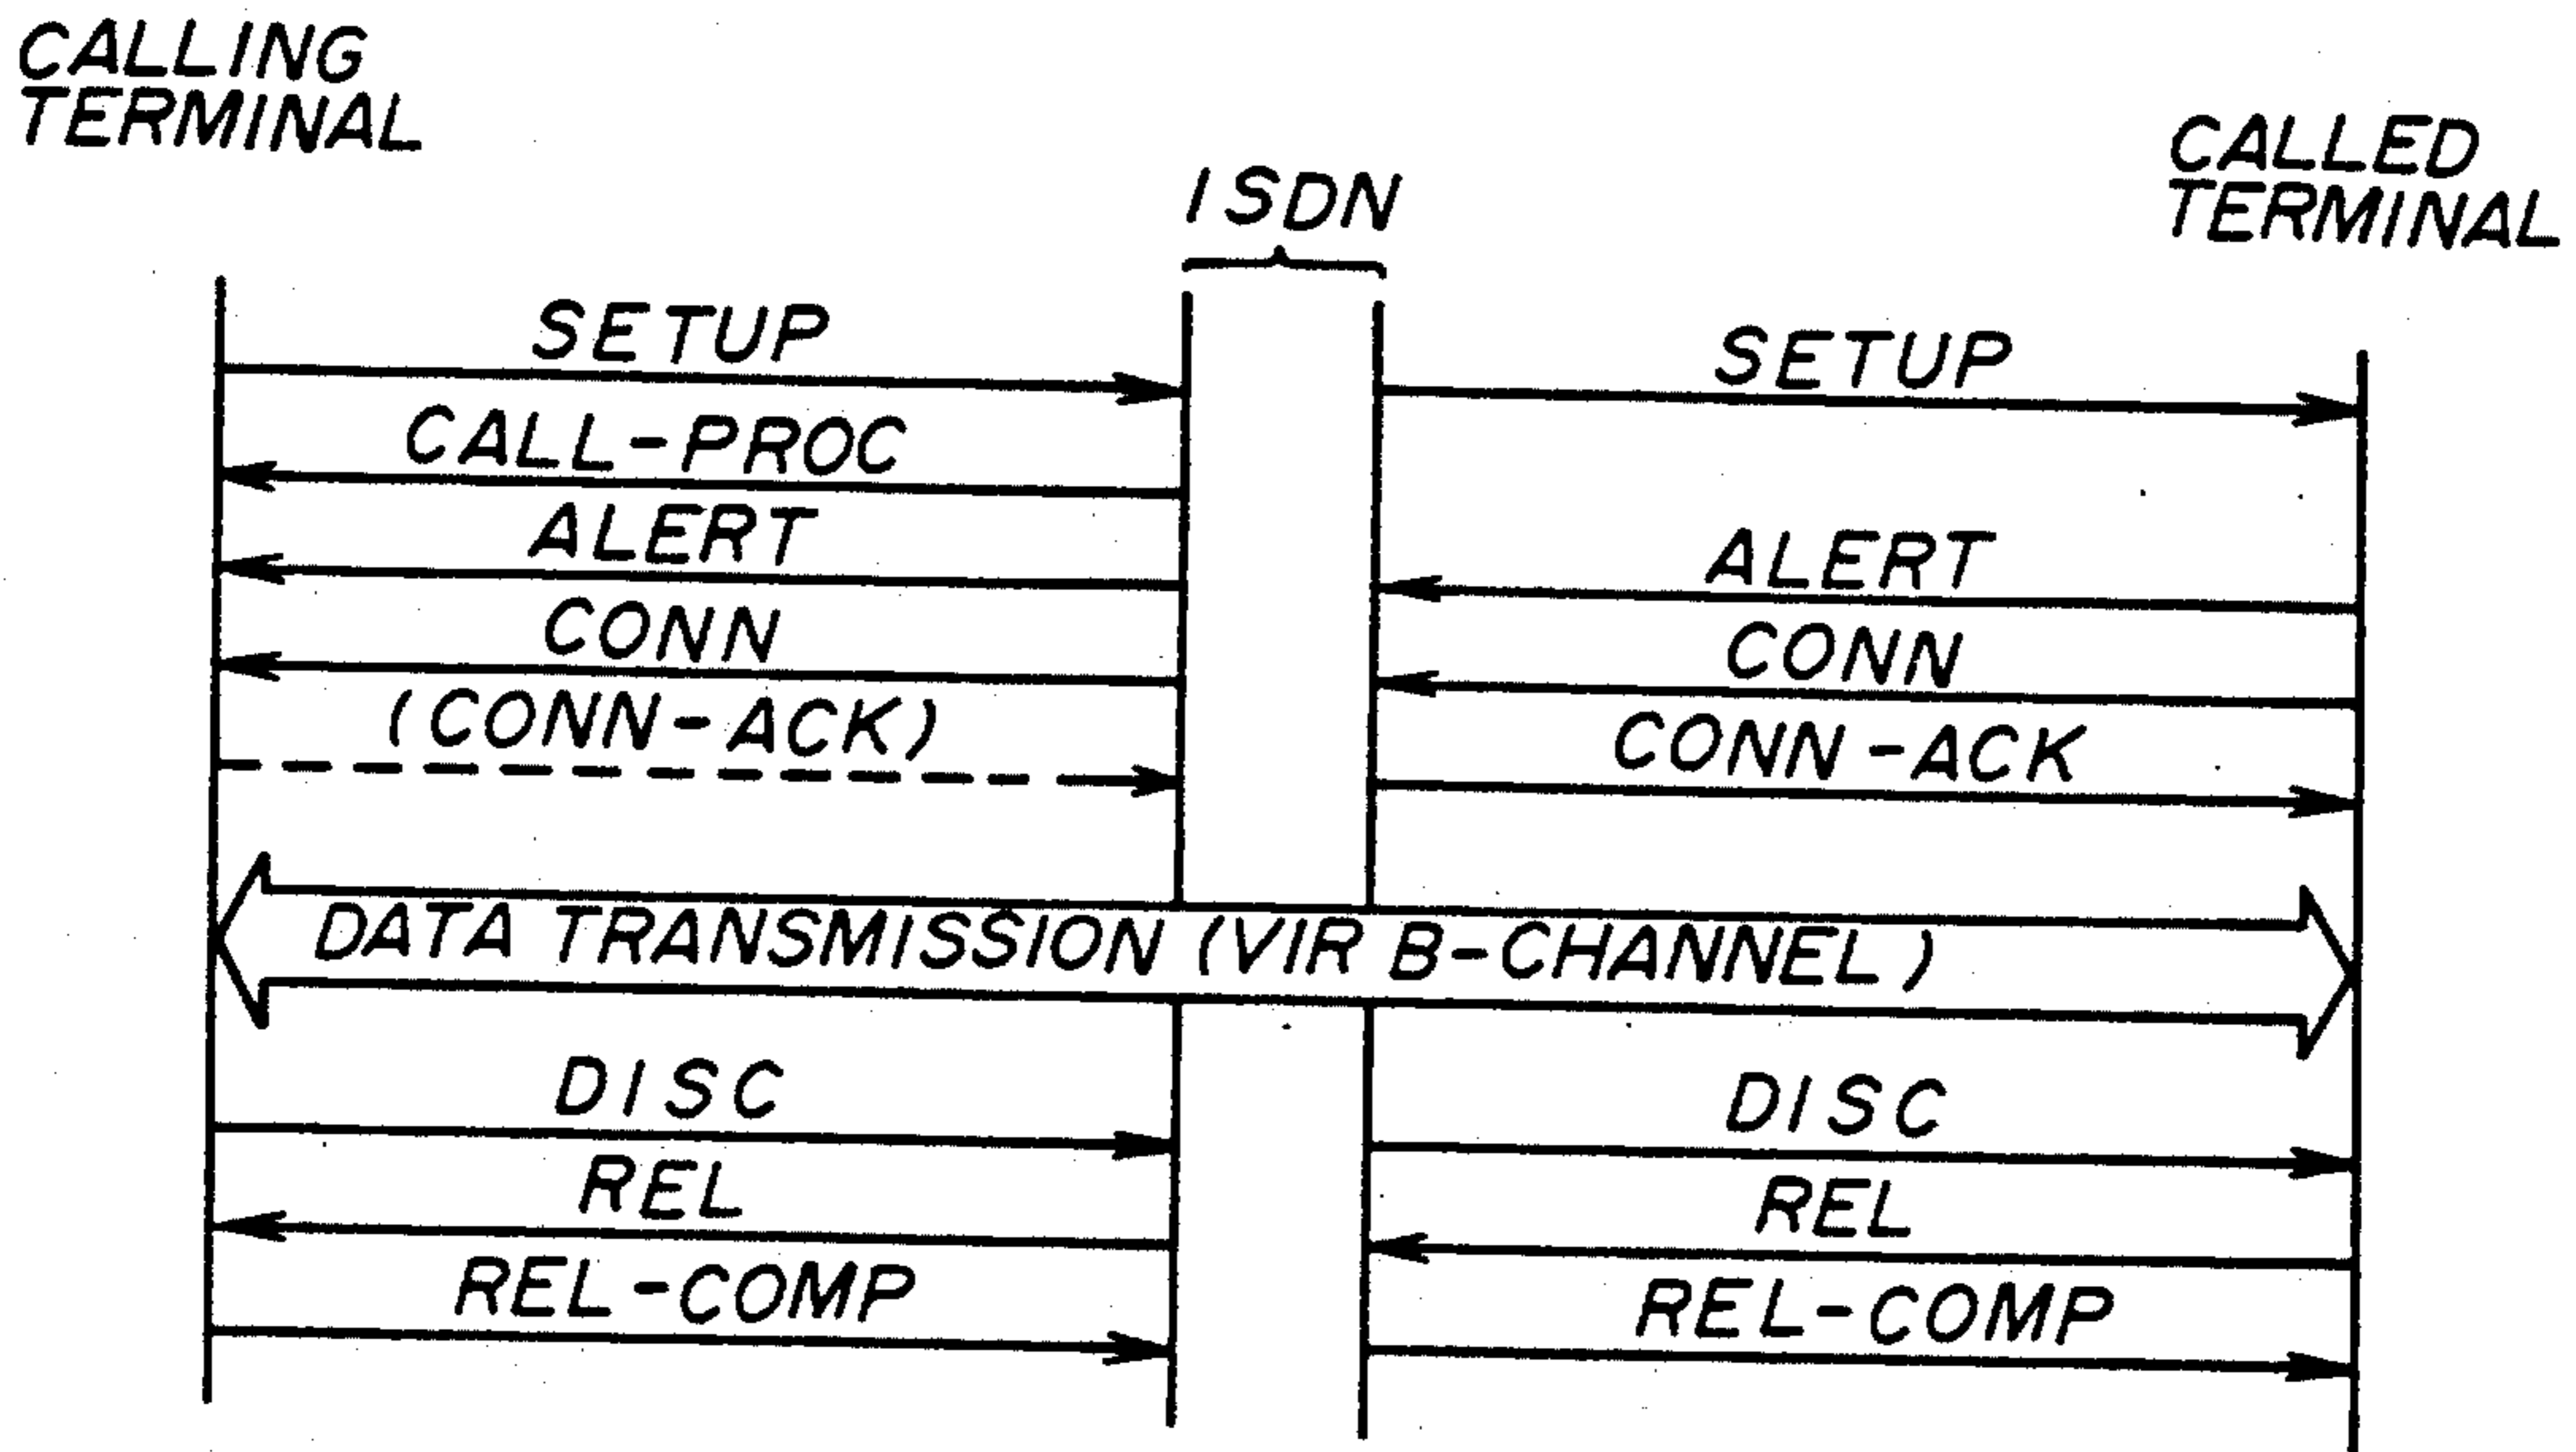 CALLING
TERMINAL
CALLED
TERMINAL
ISDN
SETUP
SETUP
CALL-PROC
ALERT
ALERT
CONN
CONN
(CONN-ACK)
CONN-ACK
DATA TRANSMISSION (VIR B-CHANNEL)
DISC
DISC
REL
REL
REL-COMP
REL-COMP